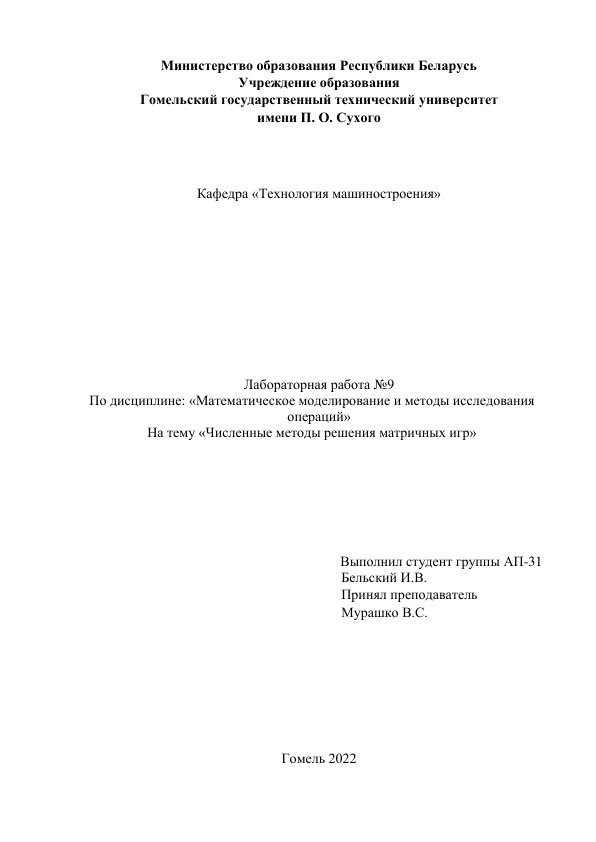 Министерство образования Республики Беларусь
Учреждение образования
Гомельский государственный технический университет
имени П. О. Сухого
Кафедра «Технология машиностроения»
Лабораторная работа №9
По дисциплине: «Математическое моделирование и методы исследования
операций»
На тему «Численные методы решения матричных игр»
Выполнил студент группы АП-31
Бельский И.В.
Принял преподаватель
Мурашко В.С.
Гомель 2022